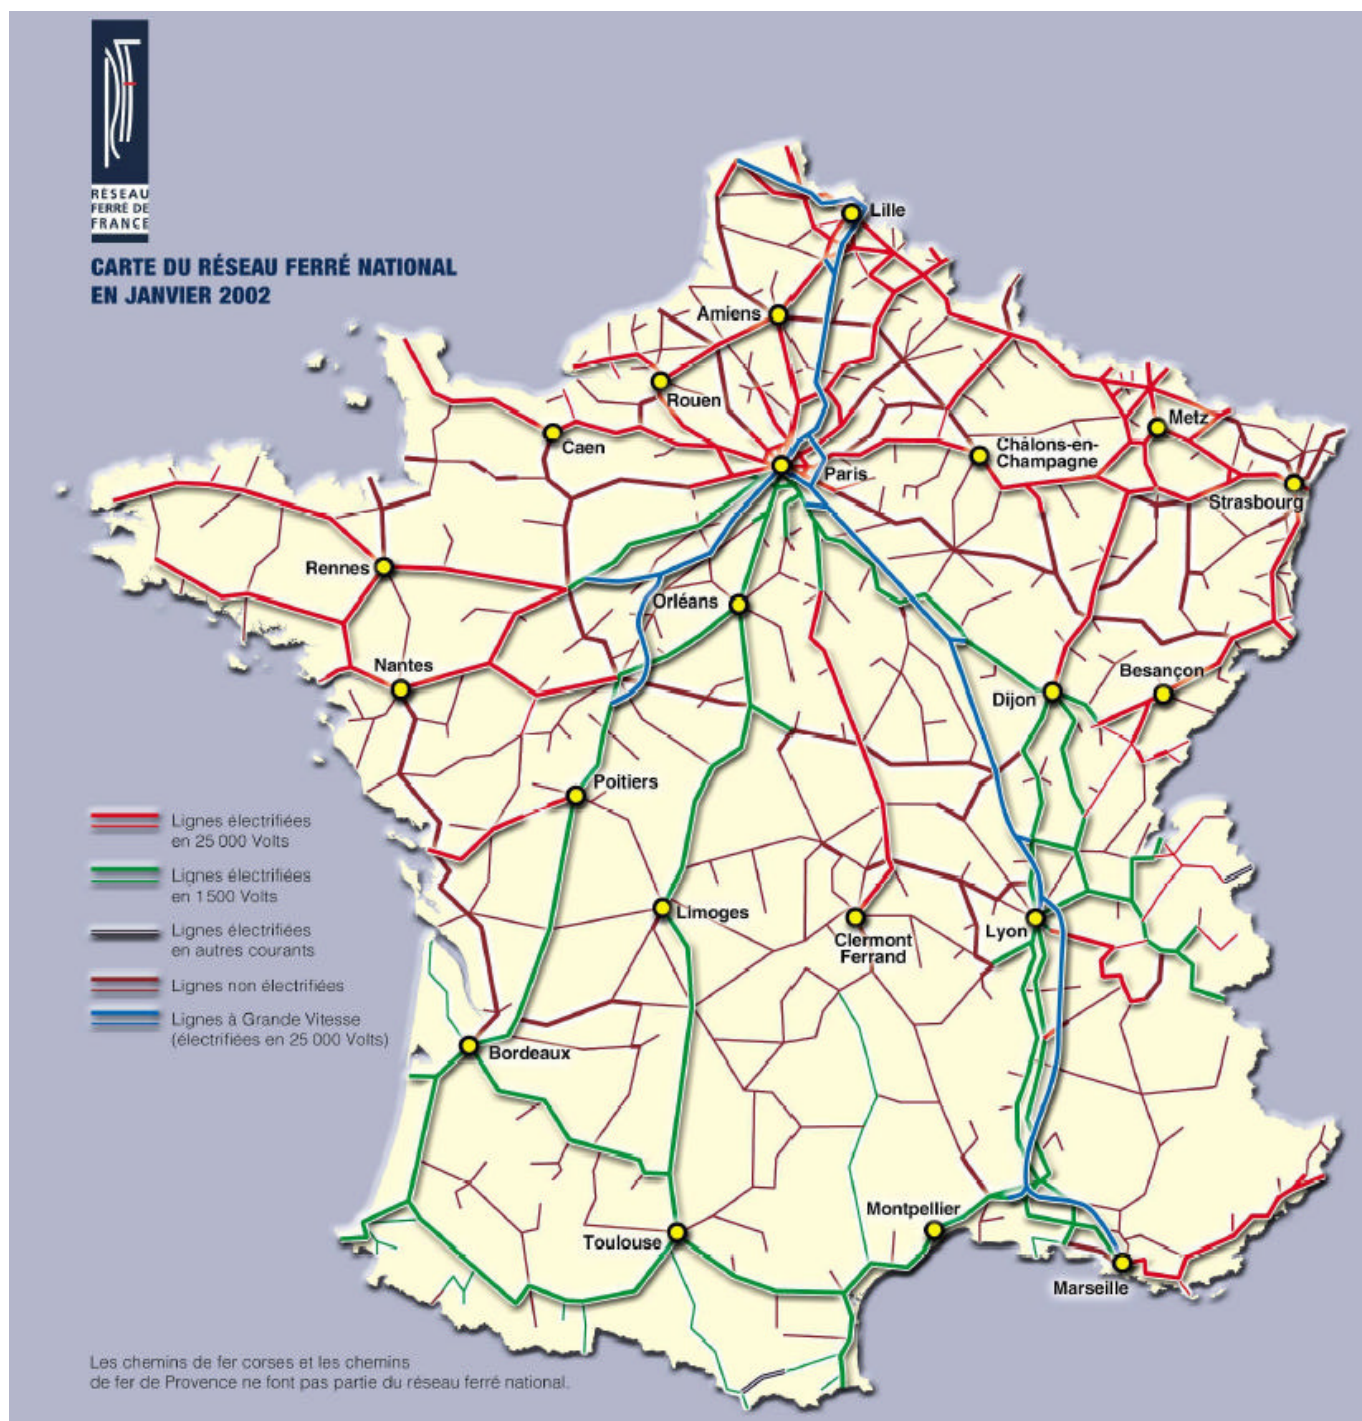 RÉSEAU
FERRÉ DE
FRANCE
CARTE DU RÉSEAU FERRÉ NATIONAL
EN JANVIER 2002
Lille
Amiens
Rouen
Caen
Metz
Châlons-en-
Champagne
Paris
Strasbourg
Rennes
Orléans
Nantes
Besançon
Dijon
Poitiers
Limoges
Clermont
Ferrand
Lyon
Bordeaux
Montpellier
Toulouse
Marseille
Lignes électrifiées
en 25 000 Volts
Lignes électrifiées
en 1500 Volts
Lignes électrifiées
en autres courants
Lignes non électrifiées
Lignes à Grande Vitesse
(électrifiées en 25 000 Volts)
Les chemins de fer corses et les chemins
de fer de Provence ne font pas partie du réseau ferré national.